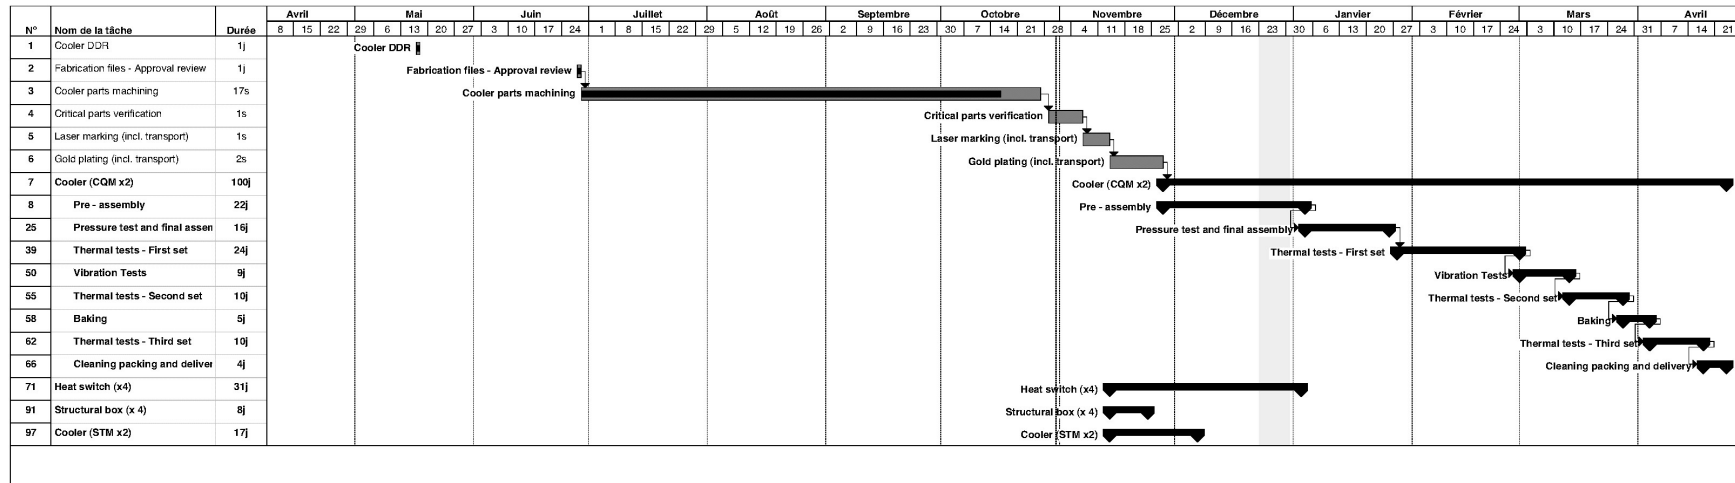 Avril Mai Juin Juillet Août Septembre Octobre Novembre Décembre Janvier Février Mars Avril
N° Nom de la tâche Durée 8 15 22 29 6 13 20 27 3 10 17 24 1 8 15 22 29 5 12 19 26 2 9 16 23 30 7 14 21 28 4 11 18 25 2 9 16 23 30 6 13 20 27 3 10 17 24 3 10 17 24 31 7 14 21
1 Cooler DDR 1j Cooler DDR
2 Fabrication files - Approval review 1j Fabrication files - Approval review
3 Cooler parts machining 17s Cooler parts machining
4 Critical parts verification 1s Critical parts verification
5 Laser marking (incl. transport) 1s Laser marking (incl. transport)
6 Gold plating (incl. transport) 2s Gold plating (incl. transport)
7 Cooler (CQM x2) 100j Cooler (CQM x2)
8 Pre - assembly 22j Pre - assembly
25 Pressure test and final assen 16j Pressure test and final assembly
39 Thermal tests - First set 24j Thermal tests - First set
50 Vibration Tests 9j Vibration Tests
55 Thermal tests - Second set 10j Thermal tests - Second set
58 Baking 5j Baking
62 Thermal tests - Third set 10j Thermal tests - Third set
66 Cleaning packing and deliver 4j Cleaning packing and delivery
71 Heat switch (x4) 31j Heat switch (x4)
91 Structural box (x 4) 8j Structural box (x 4)
97 Cooler (STM x2) 17j Cooler (STM x2)